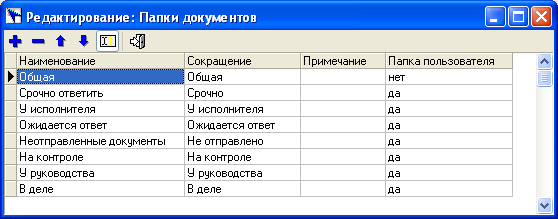 Редактирование: Папки документов
Наименование Сокращение Примечание Папка пользователя
Общая Общая нет
Срочно ответить Срочно да
У исполнителя У исполнителя да
Ожидается ответ Ожидается ответ да
Неотправленные документы Не отправлено да
На контроле На контроле да
У руководства У руководства да
В деле В деле да